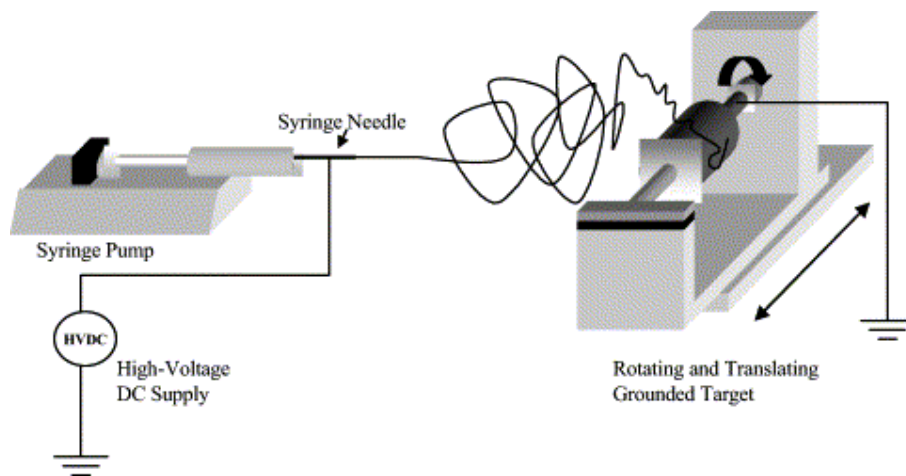 Syringe Needle
Syringe Pump
HVDC
High-Voltage
DC Supply
Rotating and Translating
Grounded Target